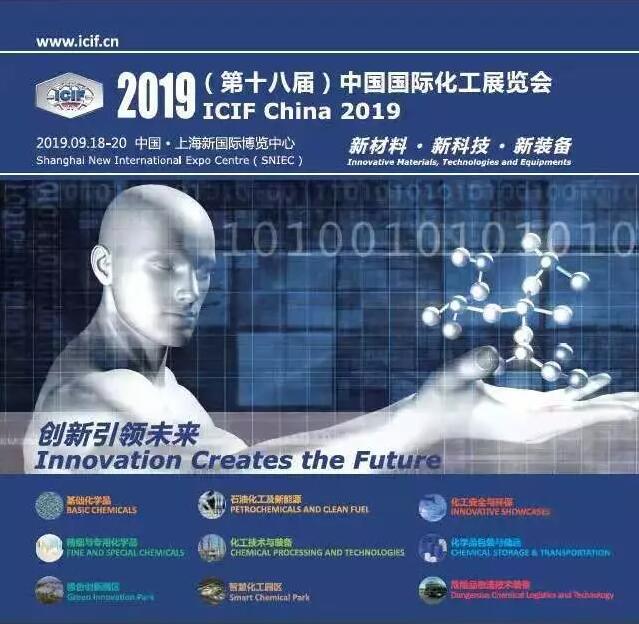 www.icif.cn
ICIF
2019（第十八届）中国国际化工展览会
ICIF China 2019
2019.09.18-20 中国·上海新国际博览中心
Shanghai New International Expo Centre（SNIEC）
新材料·新科技·新装备
Innovative Materials, Technologies and Equipments
101001010101010
创新引领未来
Innovation Creates the Future
基础化学品
BASIC CHEMICALS
石油化工及新能源
PETROCHEMICALS AND CLEAN FUEL
化工安全与环保
INNOVATIVE SHOWCASES
精细与专用化学品
FINE AND SPECIAL CHEMICALS
化工技术与装备
CHEMICAL PROCESSING AND TECHNOLOGIES
化学品包装与储运
CHEMICAL STORAGE & TRANSPORTATION
绿色创新园区
Green Innovation Park
智慧化工园区
Smart Chemical Park
危险品物流技术装备
Dangerous Chemical Logistics and Technology